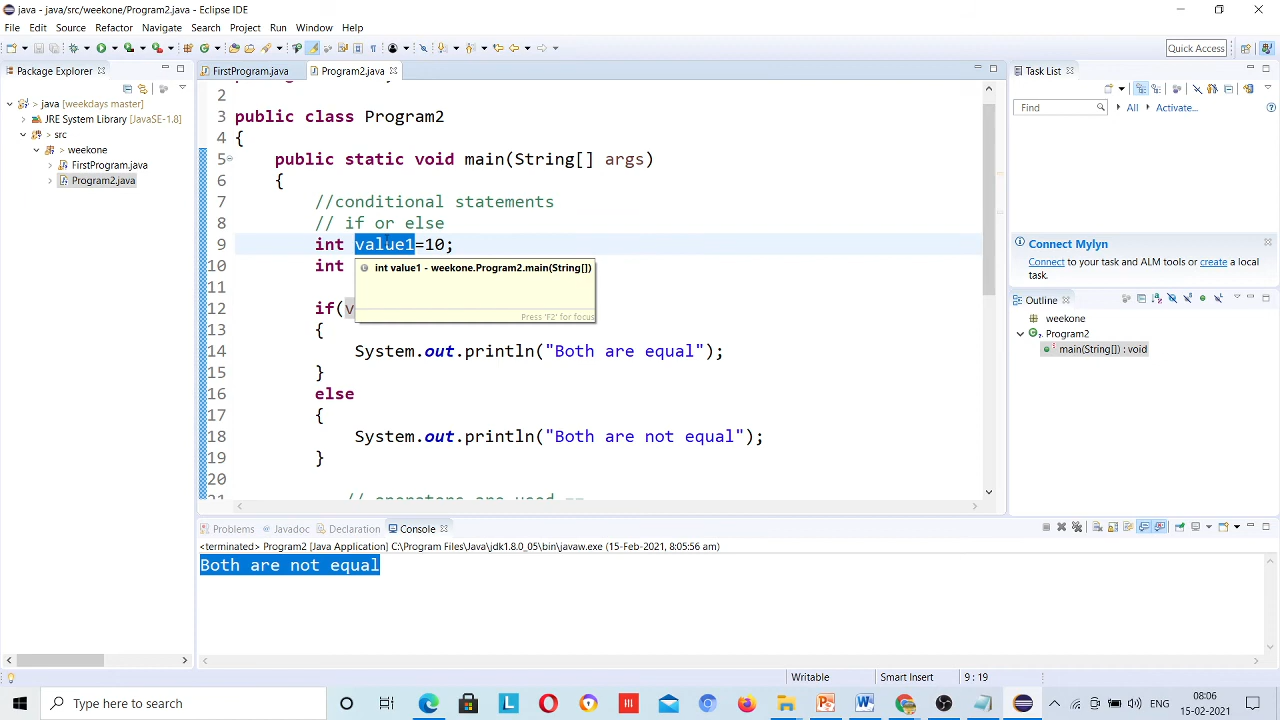 java - java/src/weekone/Program2.java - Eclipse IDE
File Edit Source Refactor Navigate Search Project Run Window Help
Quick Access
Package Explorer
> java [weekdays master]
JRE System Library [JavaSE-1.8]
> src
> weekone
> FirstProgram.java
> Program2.java
FirstProgram.java
Program2.java
2
3 public class Program2
4 {
5 public static void main(String[] args)
6 {
7 //conditional statements
8 // if or else
9 int value1=10;
10 int
11
12 if(v
13 {
14 System.out.println("Both are equal");
15 }
16 else
17 {
18 System.out.println("Both are not equal");
19 }
20
int value1 - weekone.Program2.main(String[])
Press 'F2' for focus
Task List
Find
All
Activate...
Connect Mylyn
Connect to your task and ALM tools or create a local
task.
Outline
weekone
Program2
main(String[]) : void
Problems Javadoc Declaration Console
<terminated> Program2 [Java Application] C:\Program Files\Java\jdk1.8.0_05\bin\javaw.exe (15-Feb-2021, 8:05:56 am)
Both are not equal
Writable
Smart Insert
9 : 19
Type here to search
08:06
15-02-2021